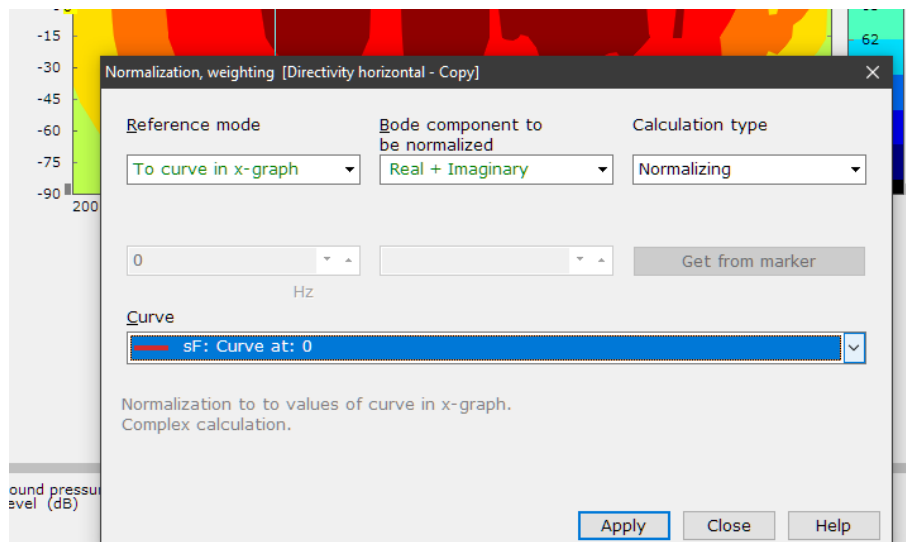 -15
62
-30
Normalization, weighting [Directivity horizontal - Copy]
-45
Reference mode
Bode component to
be normalized
Calculation type
-60
-75
To curve in x-graph
Real + Imaginary
Normalizing
-90
200
0
Get from marker
Hz
Curve
sF: Curve at: 0
Normalization to to values of curve in x-graph.
Complex calculation.
ound pressu
evel (dB)
Apply
Close
Help